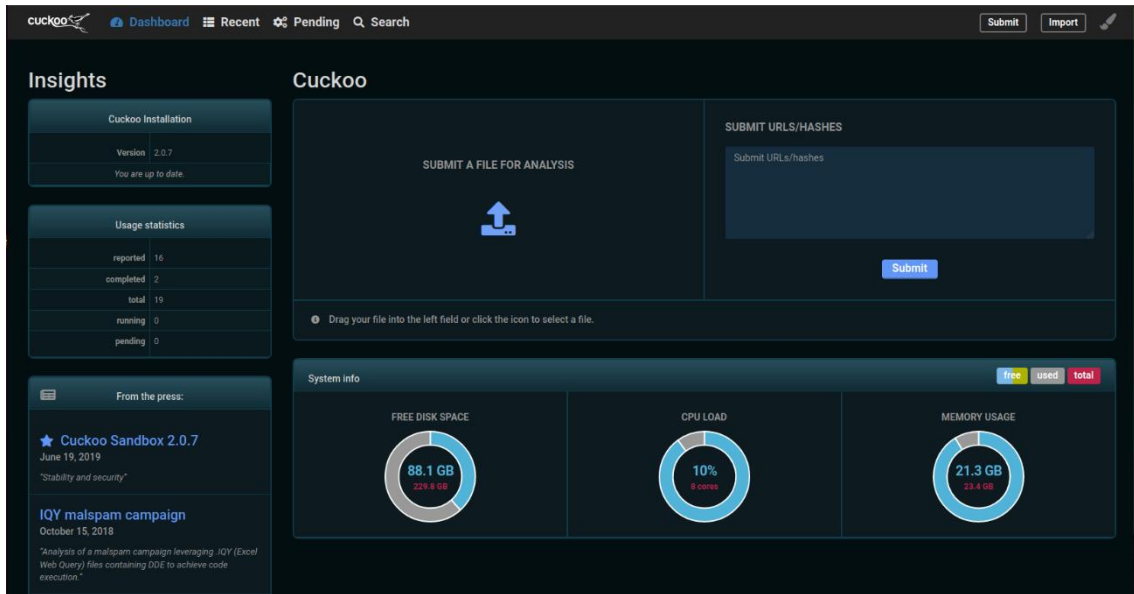 cuckoo Dashboard Recent Pending Search Submit Import
Insights
Cuckoo Installation
Version 2.0.7
You are up to date.
Usage statistics
reported 16
completed 2
total 19
running 0
pending 0
From the press:
Cuckoo Sandbox 2.0.7
June 19, 2019
"Stability and security"
IQY malspam campaign
October 15, 2018
"Analysis of a malspam campaign leveraging .IQY (Excel
Web Query) files containing DDE to achieve code
execution."
Cuckoo
SUBMIT A FILE FOR ANALYSIS
SUBMIT URLS/HASHES
Submit URLs/hashes
Submit
Drag your file into the left field or click the icon to select a file.
System info free used total
FREE DISK SPACE
88.1 GB
229.8 GB
CPU LOAD
10%
8 cores
MEMORY USAGE
21.3 GB
23.4 GB